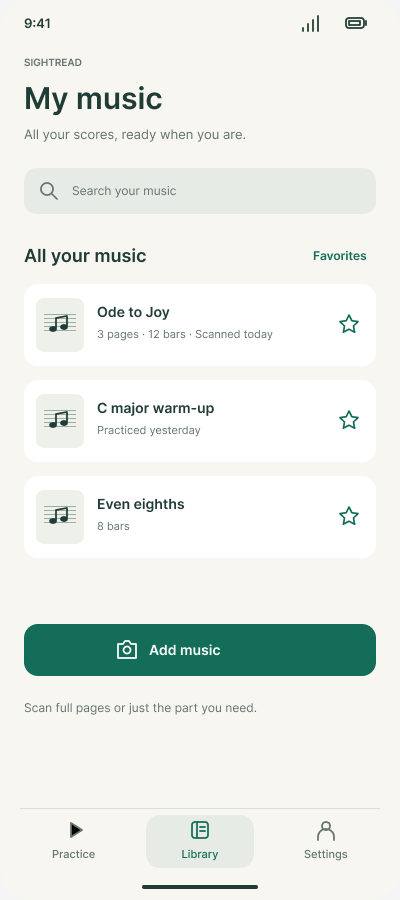 9:41
SIGHTREAD
My music
All your scores, ready when you are.
Search your music
All your music
Favorites
Ode to Joy
3 pages · 12 bars · Scanned today
C major warm-up
Practiced yesterday
Even eighths
8 bars
Add music
Scan full pages or just the part you need.
Practice
Library
Settings